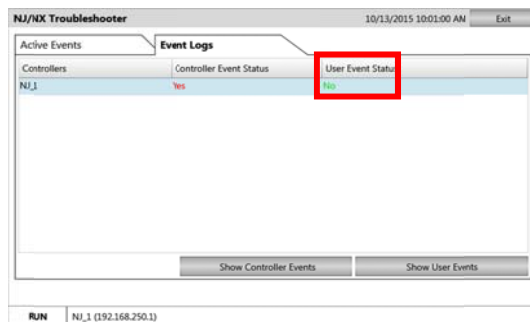 NJ/NX Troubleshooter 10/13/2015 10:01:00 AM Exit
Active Events Event Logs
Controllers Controller Event Status User Event Status
NJ_1 Yes No
Show Controller Events Show User Events
RUN NJ_1 (192.168.250.1)